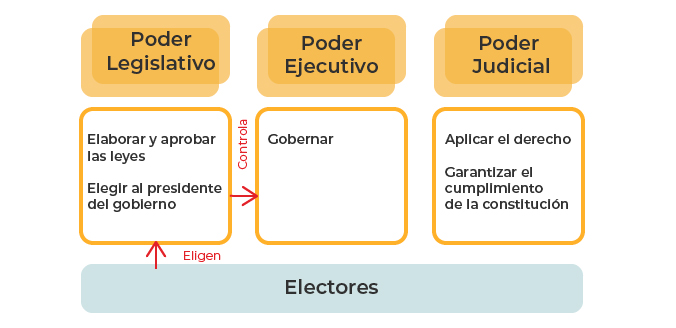 Poder
Legislativo
Poder
Ejecutivo
Poder
Judicial
Elaborar y aprobar
las leyes
Elegir al presidente
del gobierno
Controla
Gobernar
Aplicar el derecho
Garantizar el
cumplimiento
de la constitución
Eligen
Electores